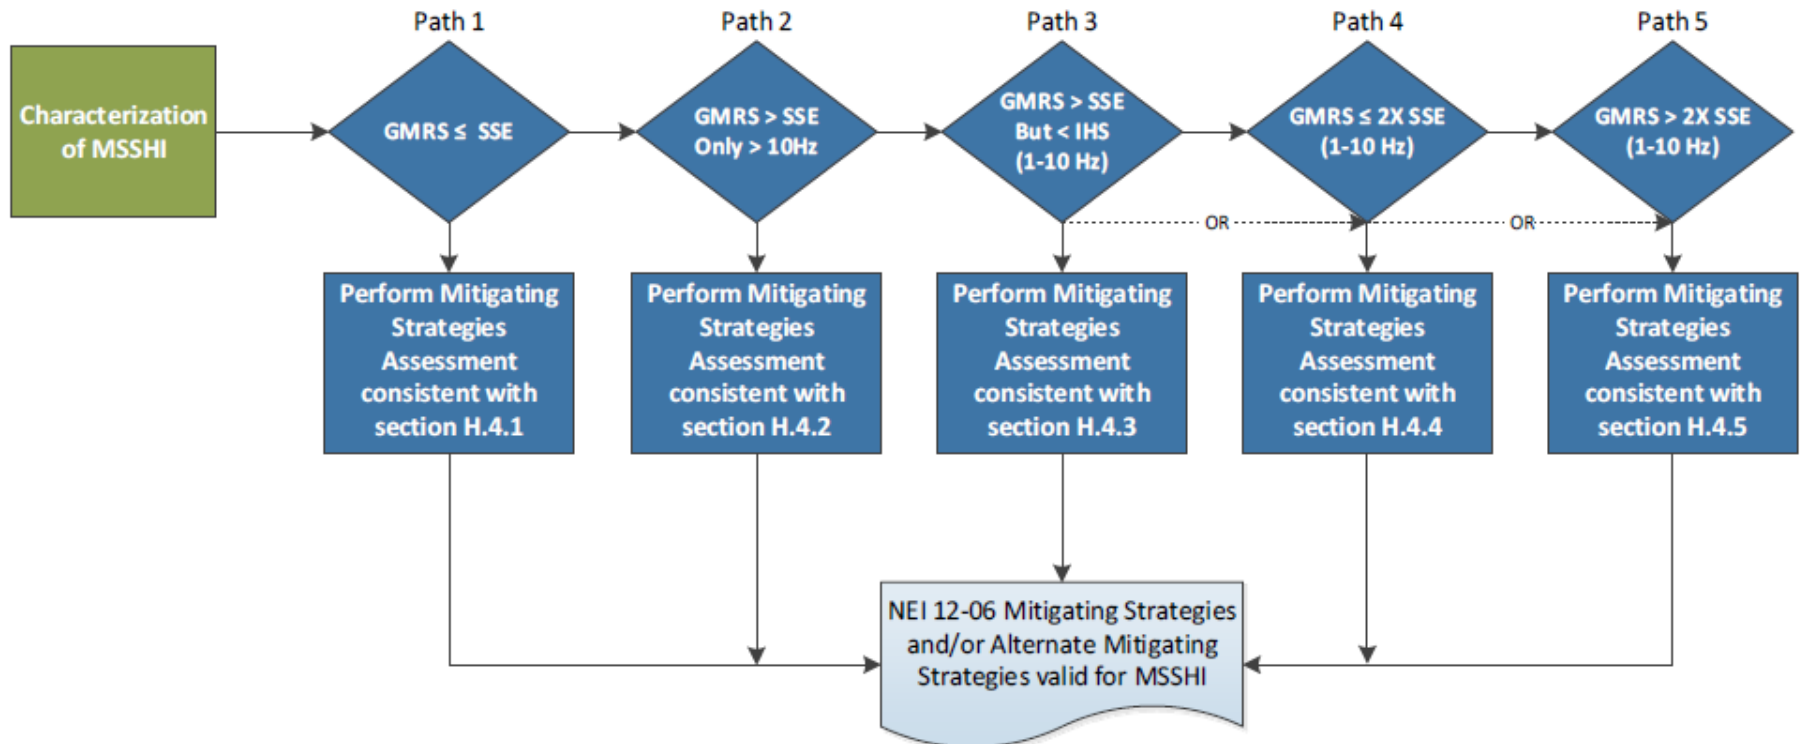 Path 1
Path 2
Path 3
Path 4
Path 5
Characterization
of MSSHI
GMRS ≤ SSE
GMRS > SSE
Only > 10Hz
GMRS > SSE
But < IHS
(1-10 Hz)
GMRS ≤ 2X SSE
(1-10 Hz)
GMRS > 2X SSE
(1-10 Hz)
OR
OR
Perform Mitigating
Strategies
Assessment
consistent with
section H.4.1
Perform Mitigating
Strategies
Assessment
consistent with
section H.4.2
Perform Mitigating
Strategies
Assessment
consistent with
section H.4.3
Perform Mitigating
Strategies
Assessment
consistent with
section H.4.4
Perform Mitigating
Strategies
Assessment
consistent with
section H.4.5
NEI 12-06 Mitigating Strategies
and/or Alternate Mitigating
Strategies valid for MSSHI